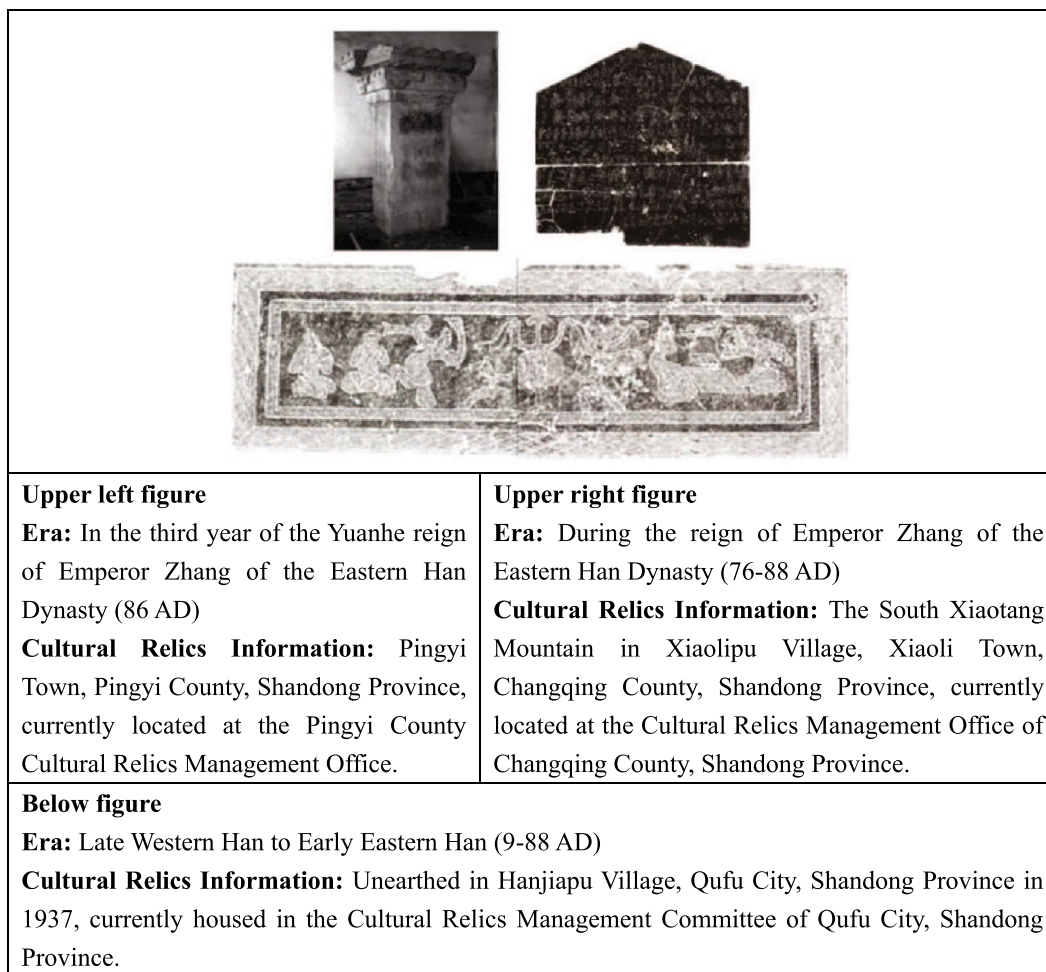 Upper left figure
Era: In the third year of the Yuanhe reign
of Emperor Zhang of the Eastern Han
Dynasty (86 AD)
Cultural Relics Information: Pingyi
Town, Pingyi County, Shandong Province,
currently located at the Pingyi County
Cultural Relics Management Office.
Upper right figure
Era: During the reign of Emperor Zhang of the
Eastern Han Dynasty (76-88 AD)
Cultural Relics Information: The South Xiaotang
Mountain in Xiaolipu Village, Xiaoli Town,
Changqing County, Shandong Province, currently
located at the Cultural Relics Management Office of
Changqing County, Shandong Province.
Below figure
Era: Late Western Han to Early Eastern Han (9-88 AD)
Cultural Relics Information: Unearthed in Hanjiapu Village, Qufu City, Shandong Province in
1937, currently housed in the Cultural Relics Management Committee of Qufu City, Shandong
Province.